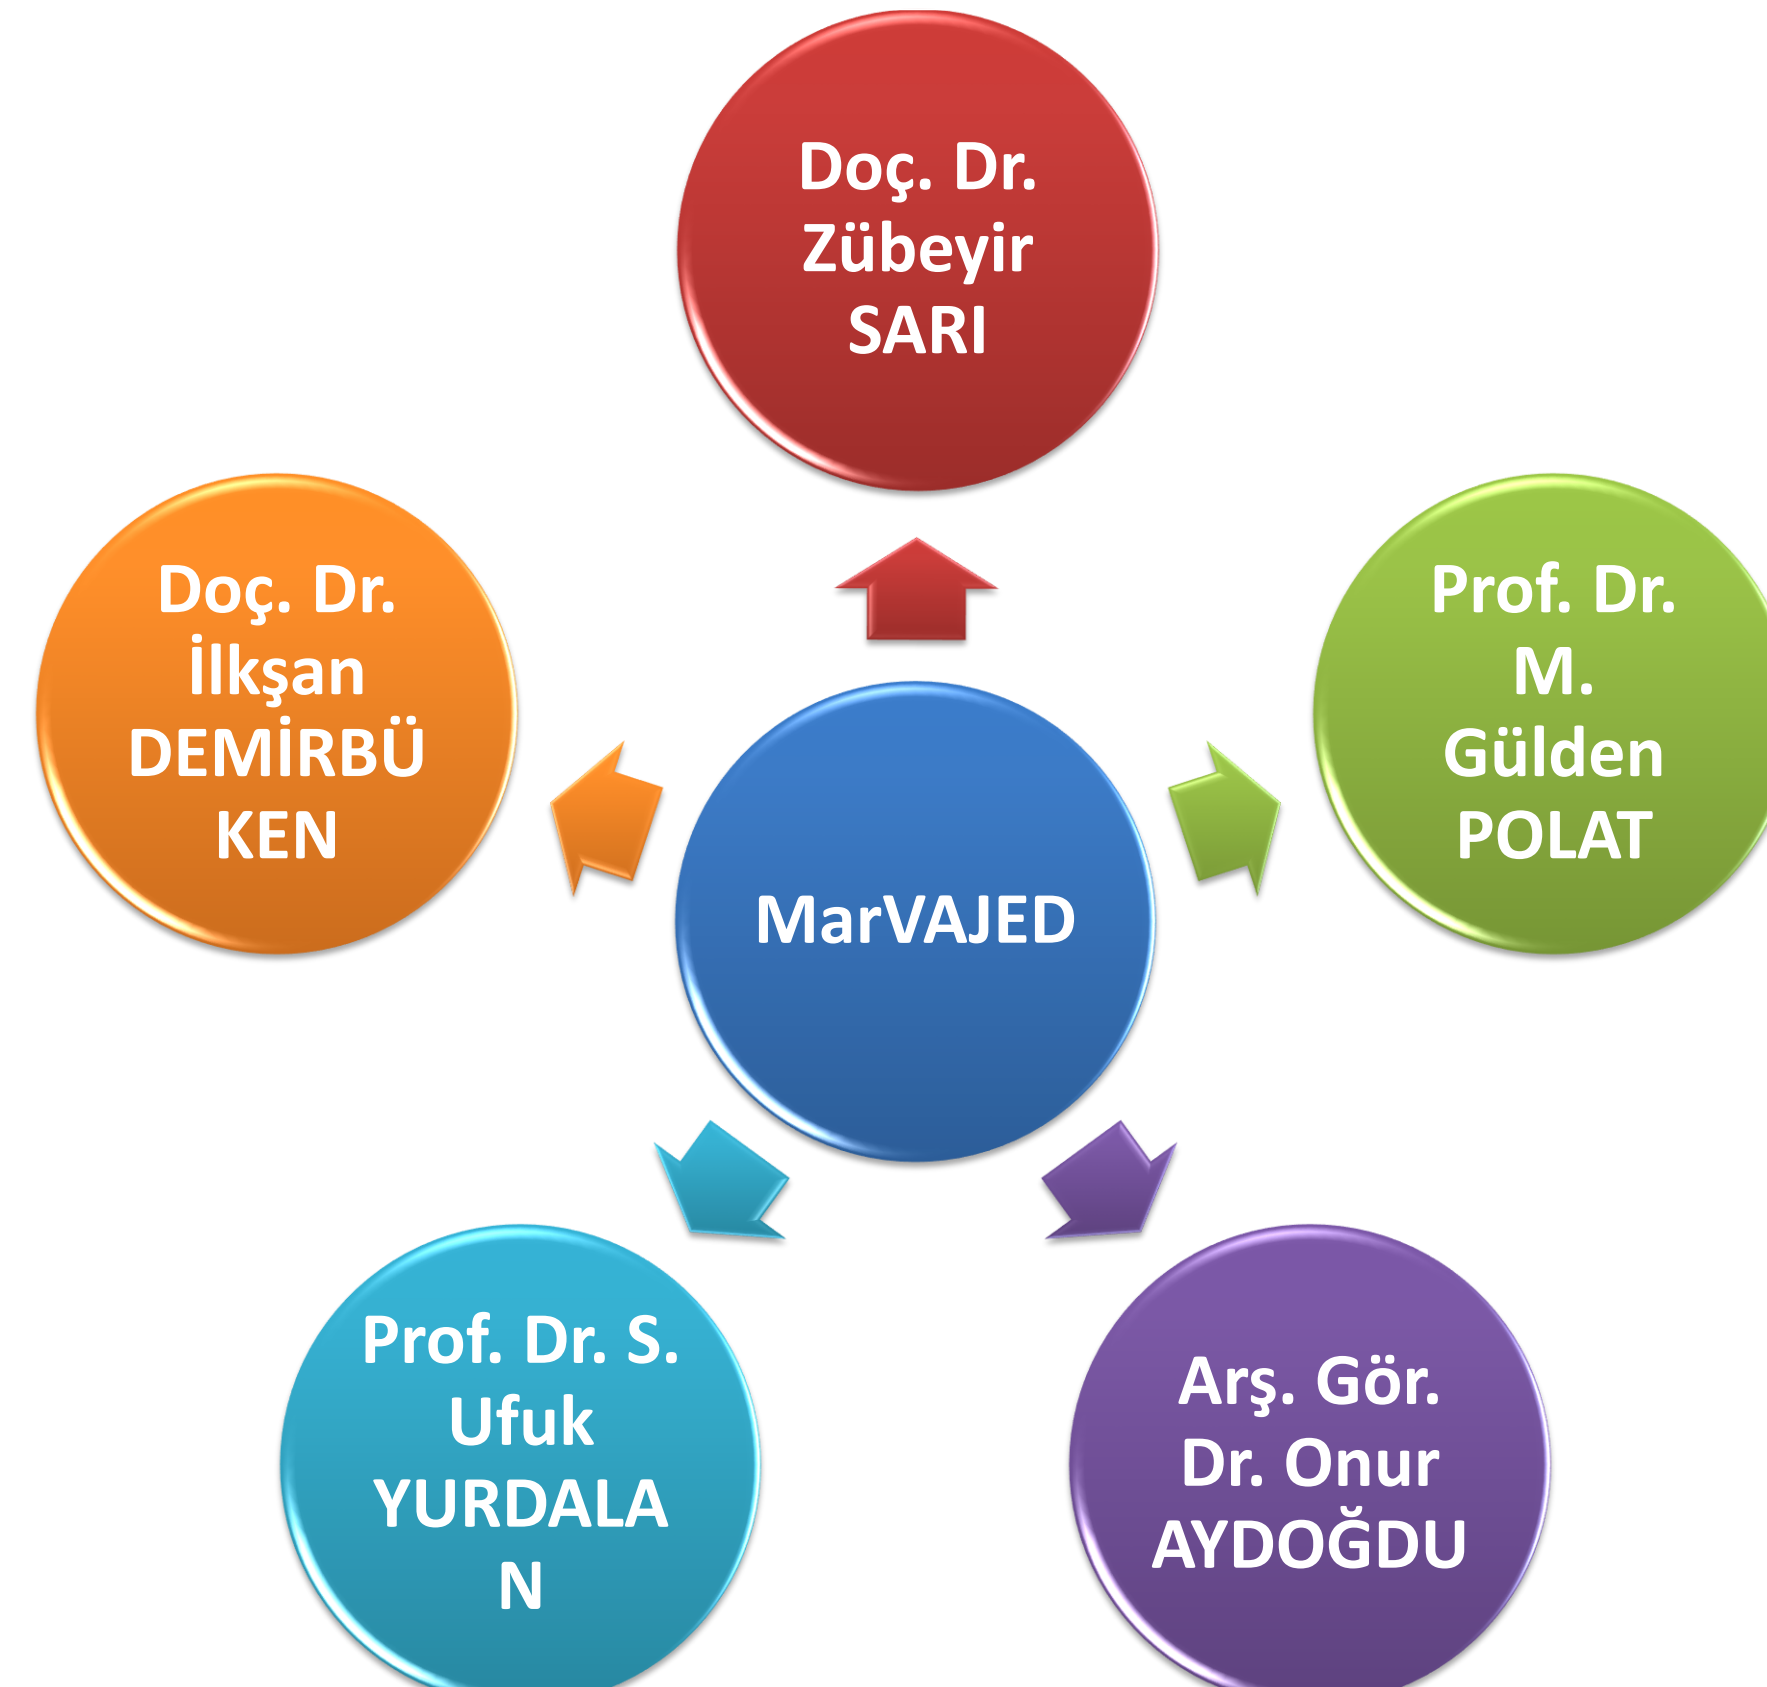 Doç. Dr.
Zübeyir
SARI
Prof. Dr.
M.
Gülden
POLAT
Arş. Gör.
Dr. Onur
AYDOĞDU
Prof. Dr. S.
Ufuk
YURDALA
N
Doç. Dr.
İlkşan
DEMİRBÜ
KEN
MarVAJED